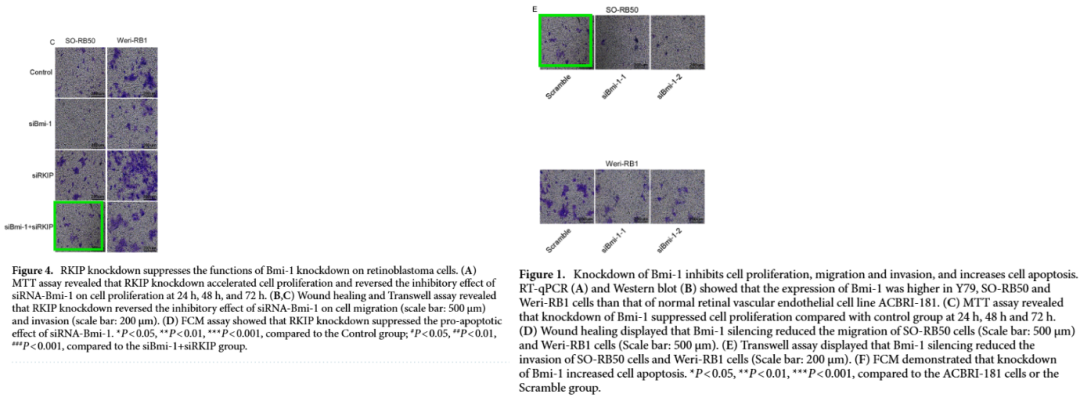 C SO-RB50 Weri-RB1
Control
siBmi-1
siRKIP
siBmi-1+siRKIP
Figure 4. RKIP knockdown suppresses the functions of Bmi-1 knockdown on retinoblastoma cells. (A)
MTT assay revealed that RKIP knockdown accelerated cell proliferation and reversed the inhibitory effect of
siRNA-Bmi-1 on cell proliferation at 24 h, 48 h, and 72 h. (B,C) Wound healing and Transwell assay revealed
that RKIP knockdown reversed the inhibitory effect of siRNA-Bmi-1 on cell migration (scale bar: 500 μm)
and invasion (scale bar: 200 μm). (D) FCM assay showed that RKIP knockdown suppressed the pro-apoptotic
effect of siRNA-Bmi-1. *P<0.05, **P<0.01, ***P<0.001, compared to the Control group; #P<0.05, ##P<0.01,
###P<0.001, compared to the siBmi-1+siRKIP group.
E SO-RB50
Scramble siBmi-1-1 siBmi-1-2
Weri-RB1
Scramble siBmi-1-1 siBmi-1-2
Figure 1. Knockdown of Bmi-1 inhibits cell proliferation, migration and invasion, and increases cell apoptosis.
RT-qPCR (A) and Western blot (B) showed that the expression of Bmi-1 was higher in Y79, SO-RB50 and
Weri-RB1 cells than that of normal retinal vascular endothelial cell line ACBRI-181. (C) MTT assay revealed
that knockdown of Bmi-1 suppressed cell proliferation compared with control group at 24 h, 48 h and 72 h.
(D) Wound healing displayed that Bmi-1 silencing reduced the migration of SO-RB50 cells (Scale bar: 500 μm)
and Weri-RB1 cells (Scale bar: 500 μm). (E) Transwell assay displayed that Bmi-1 silencing reduced the
invasion of SO-RB50 cells and Weri-RB1 cells (Scale bar: 200 μm). (F) FCM demonstrated that knockdown
of Bmi-1 increased cell apoptosis. *P<0.05, **P<0.01, ***P<0.001, compared to the ACBRI-181 cells or the
Scramble group.